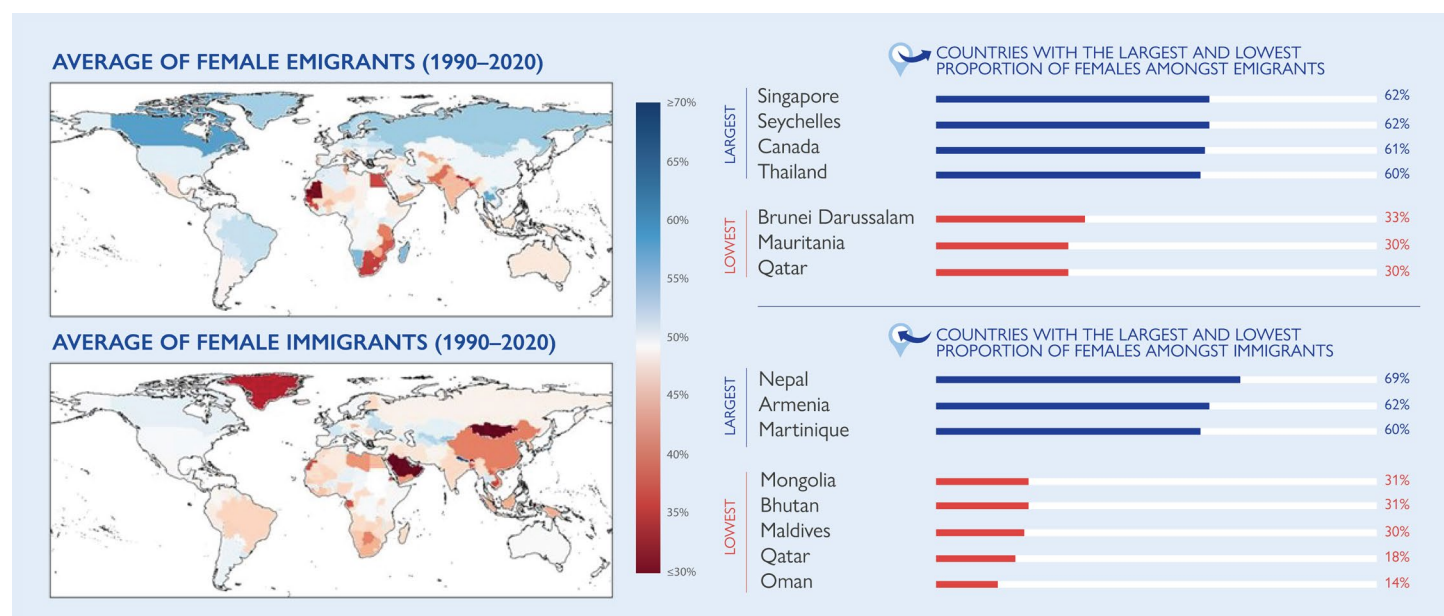 AVERAGE OF FEMALE EMIGRANTS (1990–2020)
≥70%
65%
60%
55%
50%
45%
40%
35%
≤30%
AVERAGE OF FEMALE IMMIGRANTS (1990–2020)
COUNTRIES WITH THE LARGEST AND LOWEST
PROPORTION OF FEMALES AMONGST EMIGRANTS
LARGEST
Singapore 62%
Seychelles 62%
Canada 61%
Thailand 60%
LOWEST
Brunei Darussalam 33%
Mauritania 30%
Qatar 30%
COUNTRIES WITH THE LARGEST AND LOWEST
PROPORTION OF FEMALES AMONGST IMMIGRANTS
LARGEST
Nepal 69%
Armenia 62%
Martinique 60%
LOWEST
Mongolia 31%
Bhutan 31%
Maldives 30%
Qatar 18%
Oman 14%